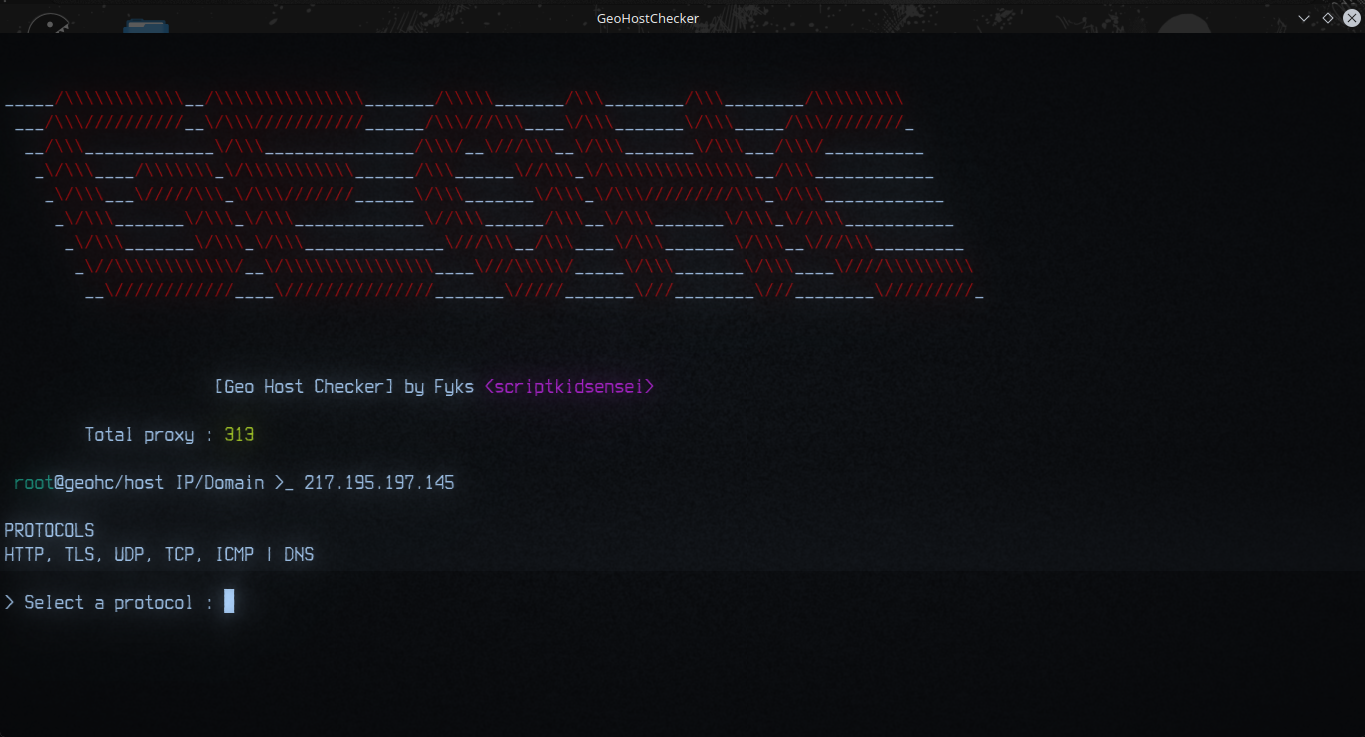 GeoHostChecker
[Geo Host Checker] by Fyks <scriptkidsensei>
Total proxy : 313
root@geohc/host IP/Domain >_ 217.195.197.145
PROTOCOLS
HTTP, TLS, UDP, TCP, ICMP | DNS
> Select a protocol :